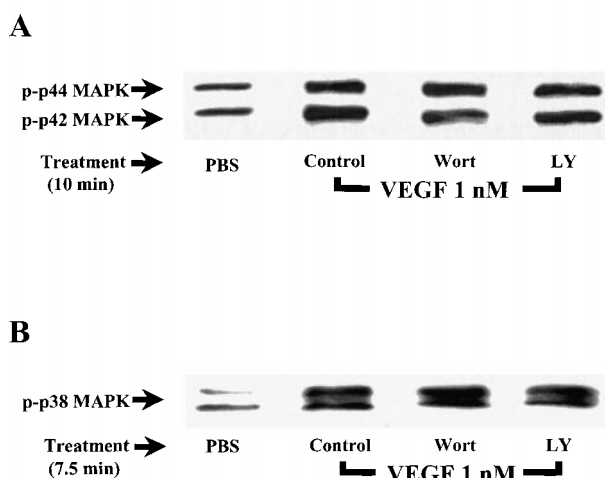 A
p-p44 MAPK
p-p42 MAPK
Treatment
(10 min)
PBS
Control
Wort
LY
VEGF 1 nM
B
p-p38 MAPK
Treatment
(7.5 min)
PBS
Control
Wort
LY
VEGF 1 nM